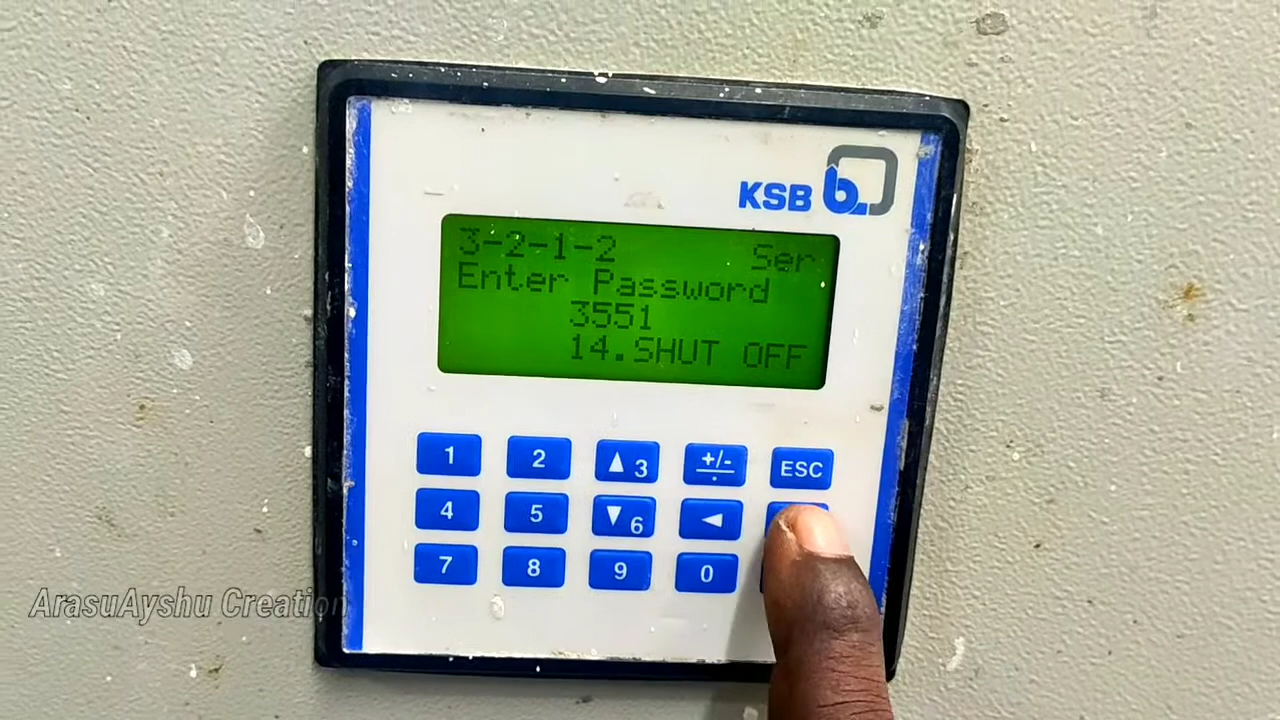 KSB
3-2-1-2 Ser
Enter Password
3551
14.SHUT OFF
1 2 ▲3 +/- . ESC
4 5 ▼6 ◄
7 8 9 0
ArasuAyshu Creation